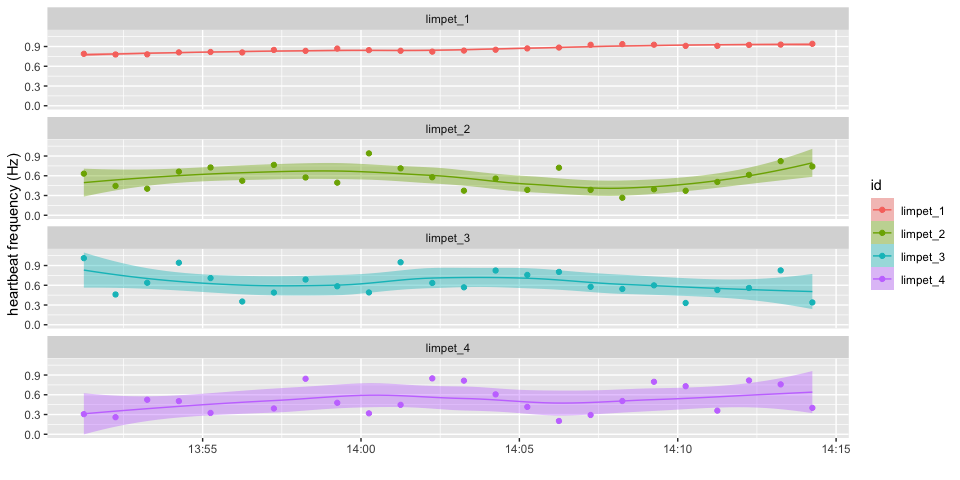 limpet_1
0.9
0.6
0.3
0.0
limpet_2
0.9
0.6
0.3
0.0
limpet_3
0.9
0.6
0.3
0.0
limpet_4
0.9
0.6
0.3
0.0
13:55 14:00 14:05 14:10 14:15
heartbeat frequency (Hz)
id
limpet_1
limpet_2
limpet_3
limpet_4